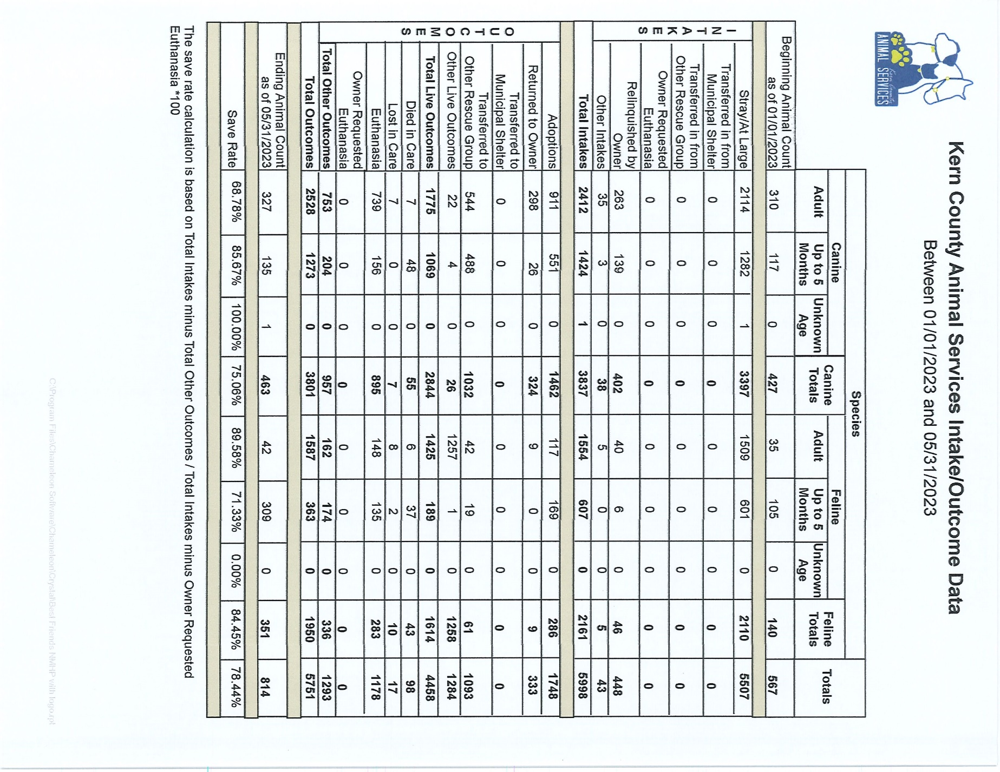 Kern County
ANIMAL SERVICES
Kern County Animal Services Intake/Outcome Data
Between 01/01/2023 and 05/31/2023
Species
Canine Canine Totals Feline Feline Totals Totals
Adult Up to 5 Months Unknown Age Adult Up to 5 Months Unknown Age
Beginning Animal Count
as of 01/01/2023 310 117 0 427 35 105 0 140 567
INTAKES
Stray/At Large 2114 1282 1 3397 1509 601 0 2110 5507
Transferred in from
Municipal Shelter 0 0 0 0 0 0 0 0 0
Transferred in from
Other Rescue Group 0 0 0 0 0 0 0 0 0
Owner Requested
Euthanasia 0 0 0 0 0 0 0 0 0
Relinquished by
Owner 263 139 0 402 40 6 0 46 448
Other Intakes 35 3 0 38 5 0 0 5 43
Total Intakes 2412 1424 1 3837 1554 607 0 2161 5998
OUTCOMES
Adoptions 911 551 0 1462 117 169 0 286 1748
Returned to Owner 298 26 0 324 9 0 0 9 333
Transferred to
Municipal Shelter 0 0 0 0 0 0 0 0 0
Transferred to
Other Rescue Group 544 488 0 1032 42 19 0 61 1093
Other Live Outcomes 22 4 0 26 1257 1 0 1258 1284
Total Live Outcomes 1775 1069 0 2844 1425 189 0 1614 4458
Died in Care 7 48 0 55 6 37 0 43 98
Lost in Care 7 0 0 7 8 2 0 10 17
Euthanasia 739 156 0 895 148 135 0 283 1178
Owner Requested
Euthanasia 0 0 0 0 0 0 0 0 0
Total Other Outcomes 753 204 0 957 162 174 0 336 1293
Total Outcomes 2528 1273 0 3801 1587 363 0 1950 5751
Ending Animal Count
as of 05/31/2023 327 135 1 463 42 309 0 351 814
Save Rate 68.78% 85.67% 100.00% 75.06% 89.58% 71.33% 0.00% 84.45% 78.44%
The save rate calculation is based on Total Intakes minus Total Other Outcomes / Total Intakes minus Owner Requested
Euthanasia *100
C:\Program Files\Chameleon Software\Chameleon\Crystal\Best Friends NMHP with logo.rpt